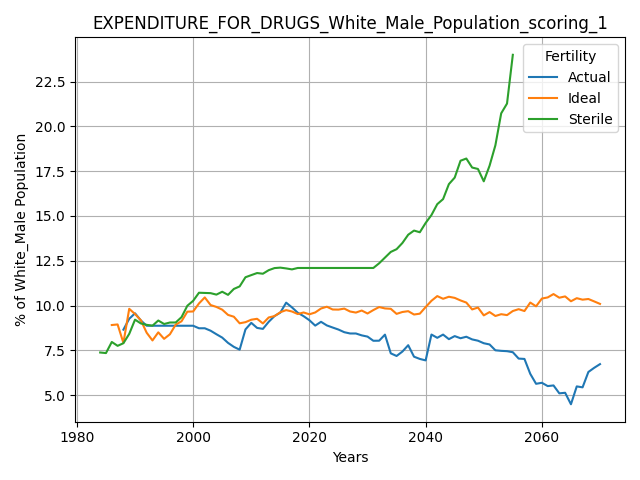 EXPENDITURE_FOR_DRUGS_White_Male_Population_scoring_1
% of White_Male Population
22.5
20.0
17.5
15.0
12.5
10.0
7.5
5.0
Fertility
Actual
Ideal
Sterile
1980
2000
2020
2040
2060
Years